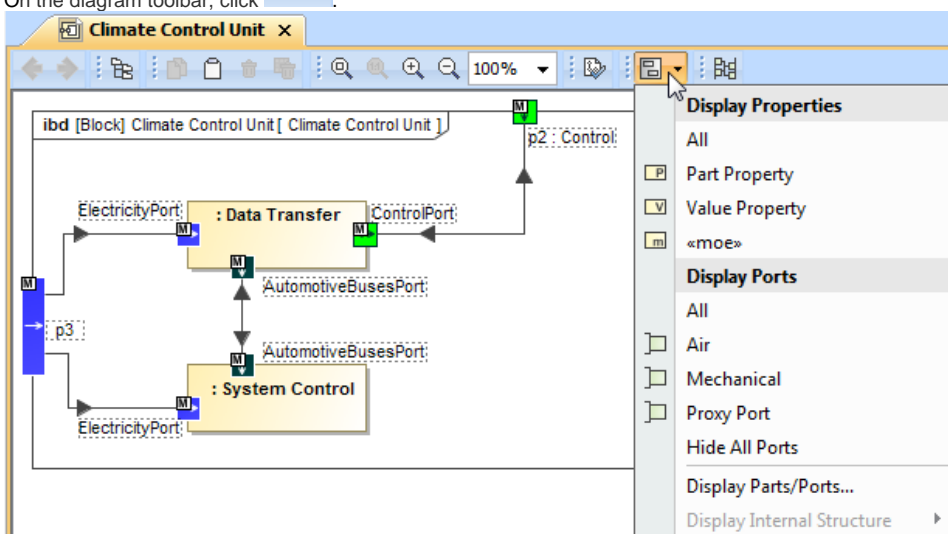 On the diagram toolbar, click .
Climate Control Unit ×
100%
Display Properties
All
Part Property
Value Property
«moe»
Display Ports
All
Air
Mechanical
Proxy Port
Hide All Ports
Display Parts/Ports...
Display Internal Structure
ibd [Block] Climate Control Unit [ Climate Control Unit ]
M
p2 : Control
ElectricityPort
: Data Transfer
ControlPort
M
M
M
AutomotiveBusesPort
M
p3
AutomotiveBusesPort
M
: System Control
M
ElectricityPort
P
V
m